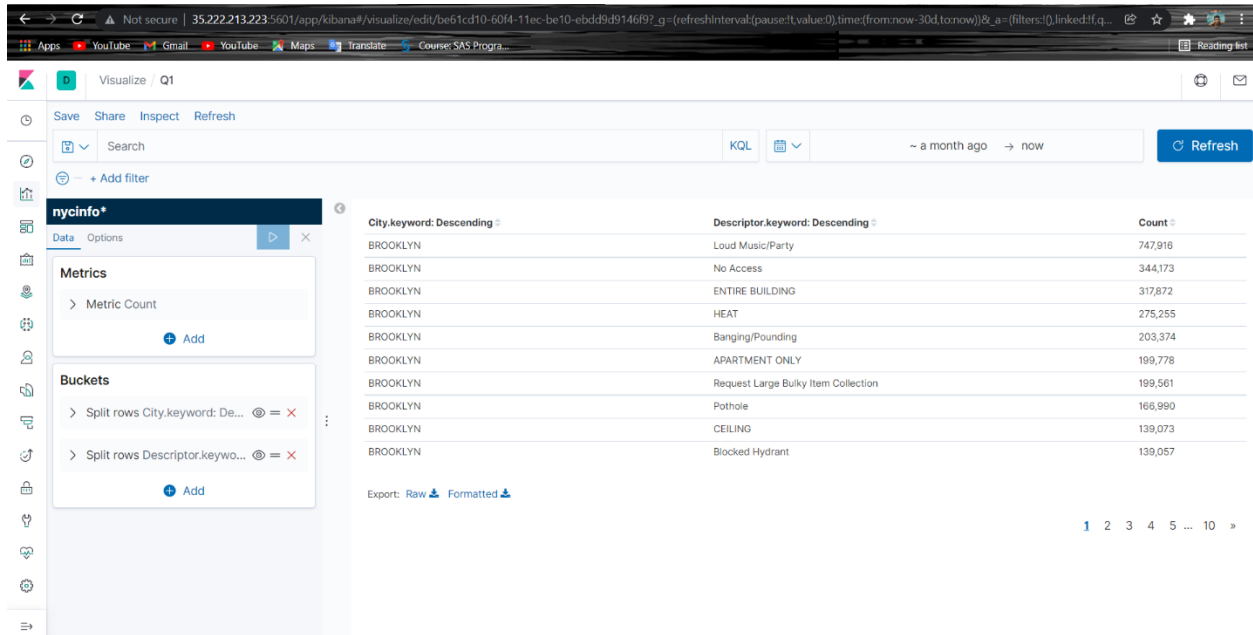 Not secure | 35.222.213.223:5601/app/kibana#/visualize/edit/be61cd10-60f4-11ec-be10-ebdd9d9146f9?_g=(refreshInterval:(pause:!t,value:0),time:(from:now-30d,to:now))&_a=(filters:!(),linked:!f,q...
Apps YouTube Gmail YouTube Maps Translate Course: SAS Progra... Reading list
D Visualize / Q1
Save Share Inspect Refresh
Search KQL ~ a month ago → now Refresh
+ Add filter
nycinfo*
Data Options
Metrics
Metric Count
Add
Buckets
Split rows City.keyword: De...
Split rows Descriptor.keywo...
Add
City.keyword: Descending Descriptor.keyword: Descending Count
BROOKLYN Loud Music/Party 747,916
BROOKLYN No Access 344,173
BROOKLYN ENTIRE BUILDING 317,872
BROOKLYN HEAT 275,255
BROOKLYN Banging/Pounding 203,374
BROOKLYN APARTMENT ONLY 199,778
BROOKLYN Request Large Bulky Item Collection 199,561
BROOKLYN Pothole 166,990
BROOKLYN CEILING 139,073
BROOKLYN Blocked Hydrant 139,057
Export: Raw Formatted
1 2 3 4 5 ... 10 »